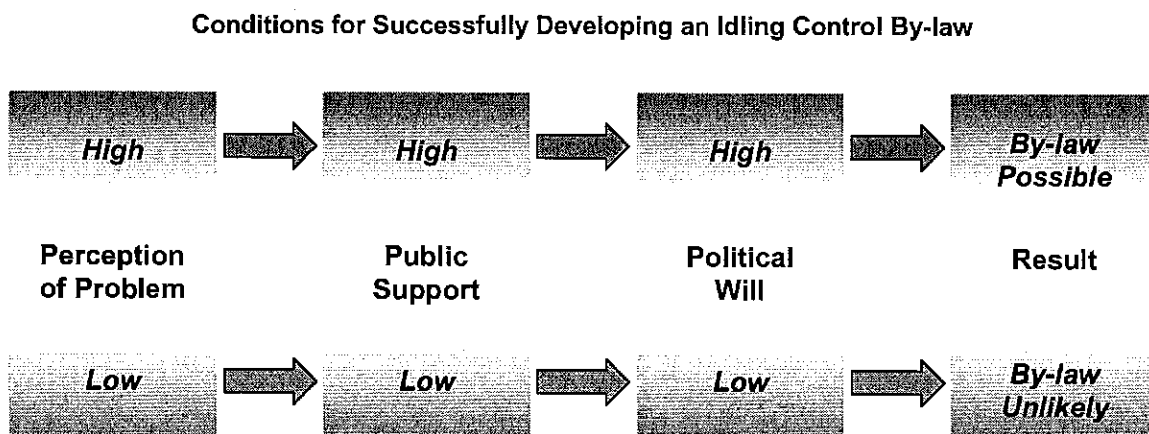 Conditions for Successfully Developing an Idling Control By-law
High
High
High
By-law
Possible
Perception
of Problem
Public
Support
Political
Will
Result
Low
Low
Low
By-law
Unlikely